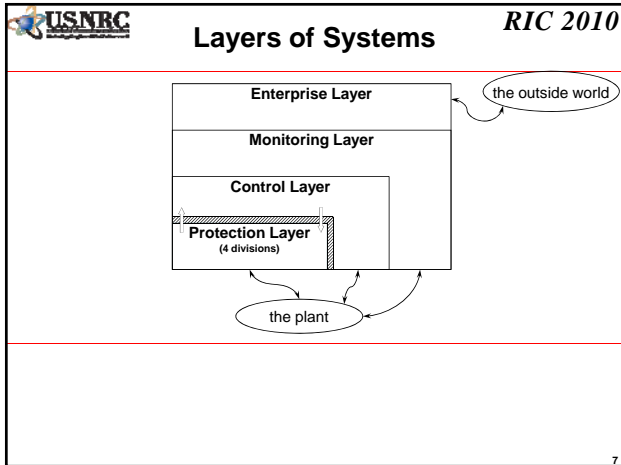 USNRC
RIC 2010
Layers of Systems
Enterprise Layer
the outside world
Monitoring Layer
Control Layer
Protection Layer
(4 divisions)
the plant
7